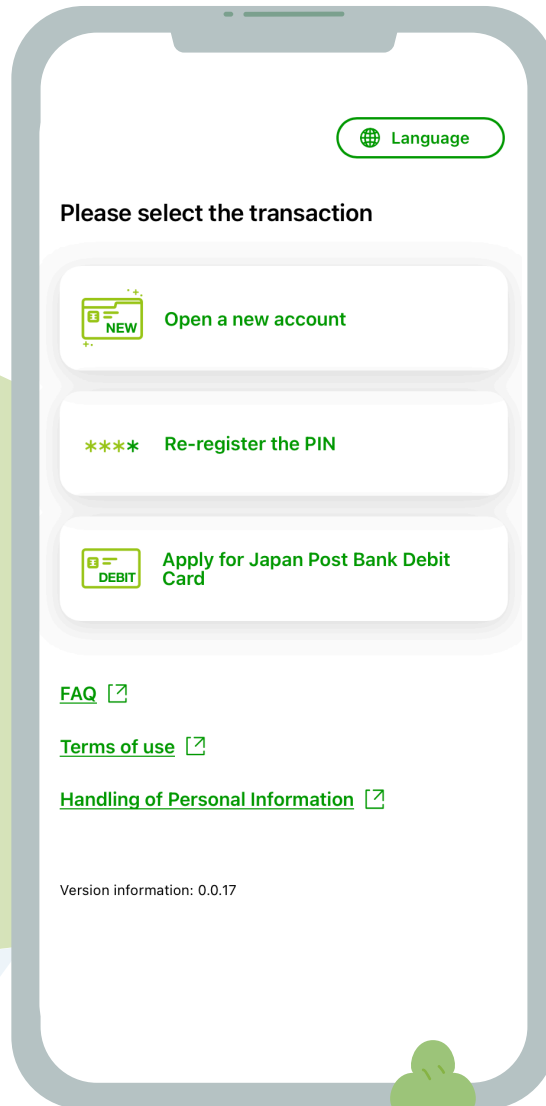 Language
Please select the transaction
NEW
Open a new account
****
Re-register the PIN
DEBIT
Apply for Japan Post Bank Debit
Card
FAQ
Terms of use
Handling of Personal Information
Version information: 0.0.17